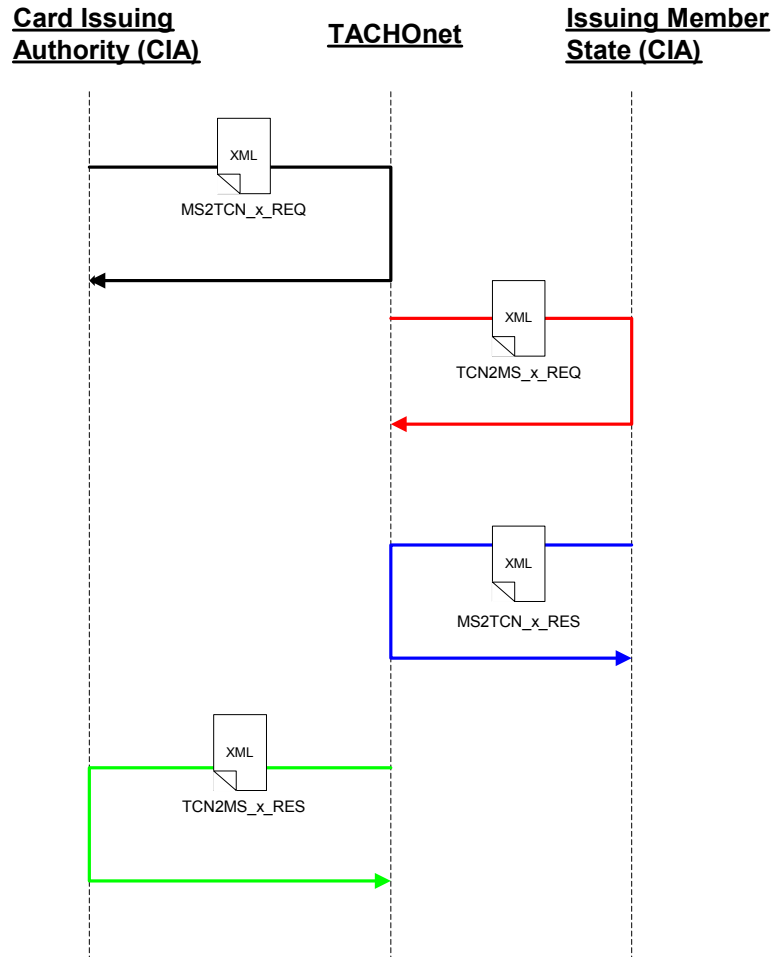 Card Issuing
Authority (CIA)
TACHOnet
Issuing Member
State (CIA)
XML
MS2TCN_x_REQ
XML
TCN2MS_x_REQ
XML
MS2TCN_x_RES
XML
TCN2MS_x_RES